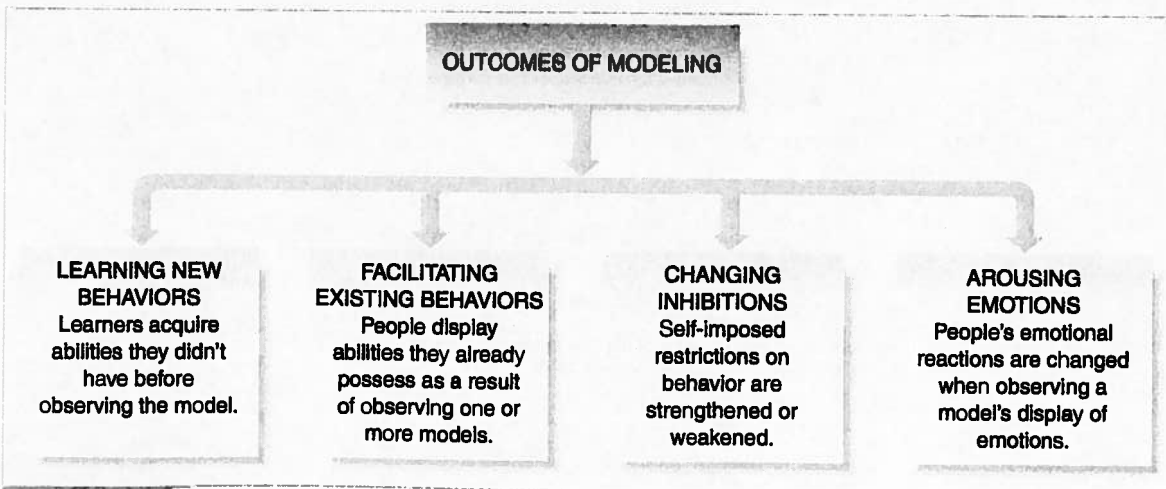 OUTCOMES OF MODELING
LEARNING NEW
BEHAVIORS
Learners acquire
abilities they didn't
have before
observing the model.
FACILITATING
EXISTING BEHAVIORS
People display
abilities they already
possess as a result
of observing one or
more models.
CHANGING
INHIBITIONS
Self-imposed
restrictions on
behavior are
strengthened or
weakened.
AROUSING
EMOTIONS
People's emotional
reactions are changed
when observing a
model's display of
emotions.